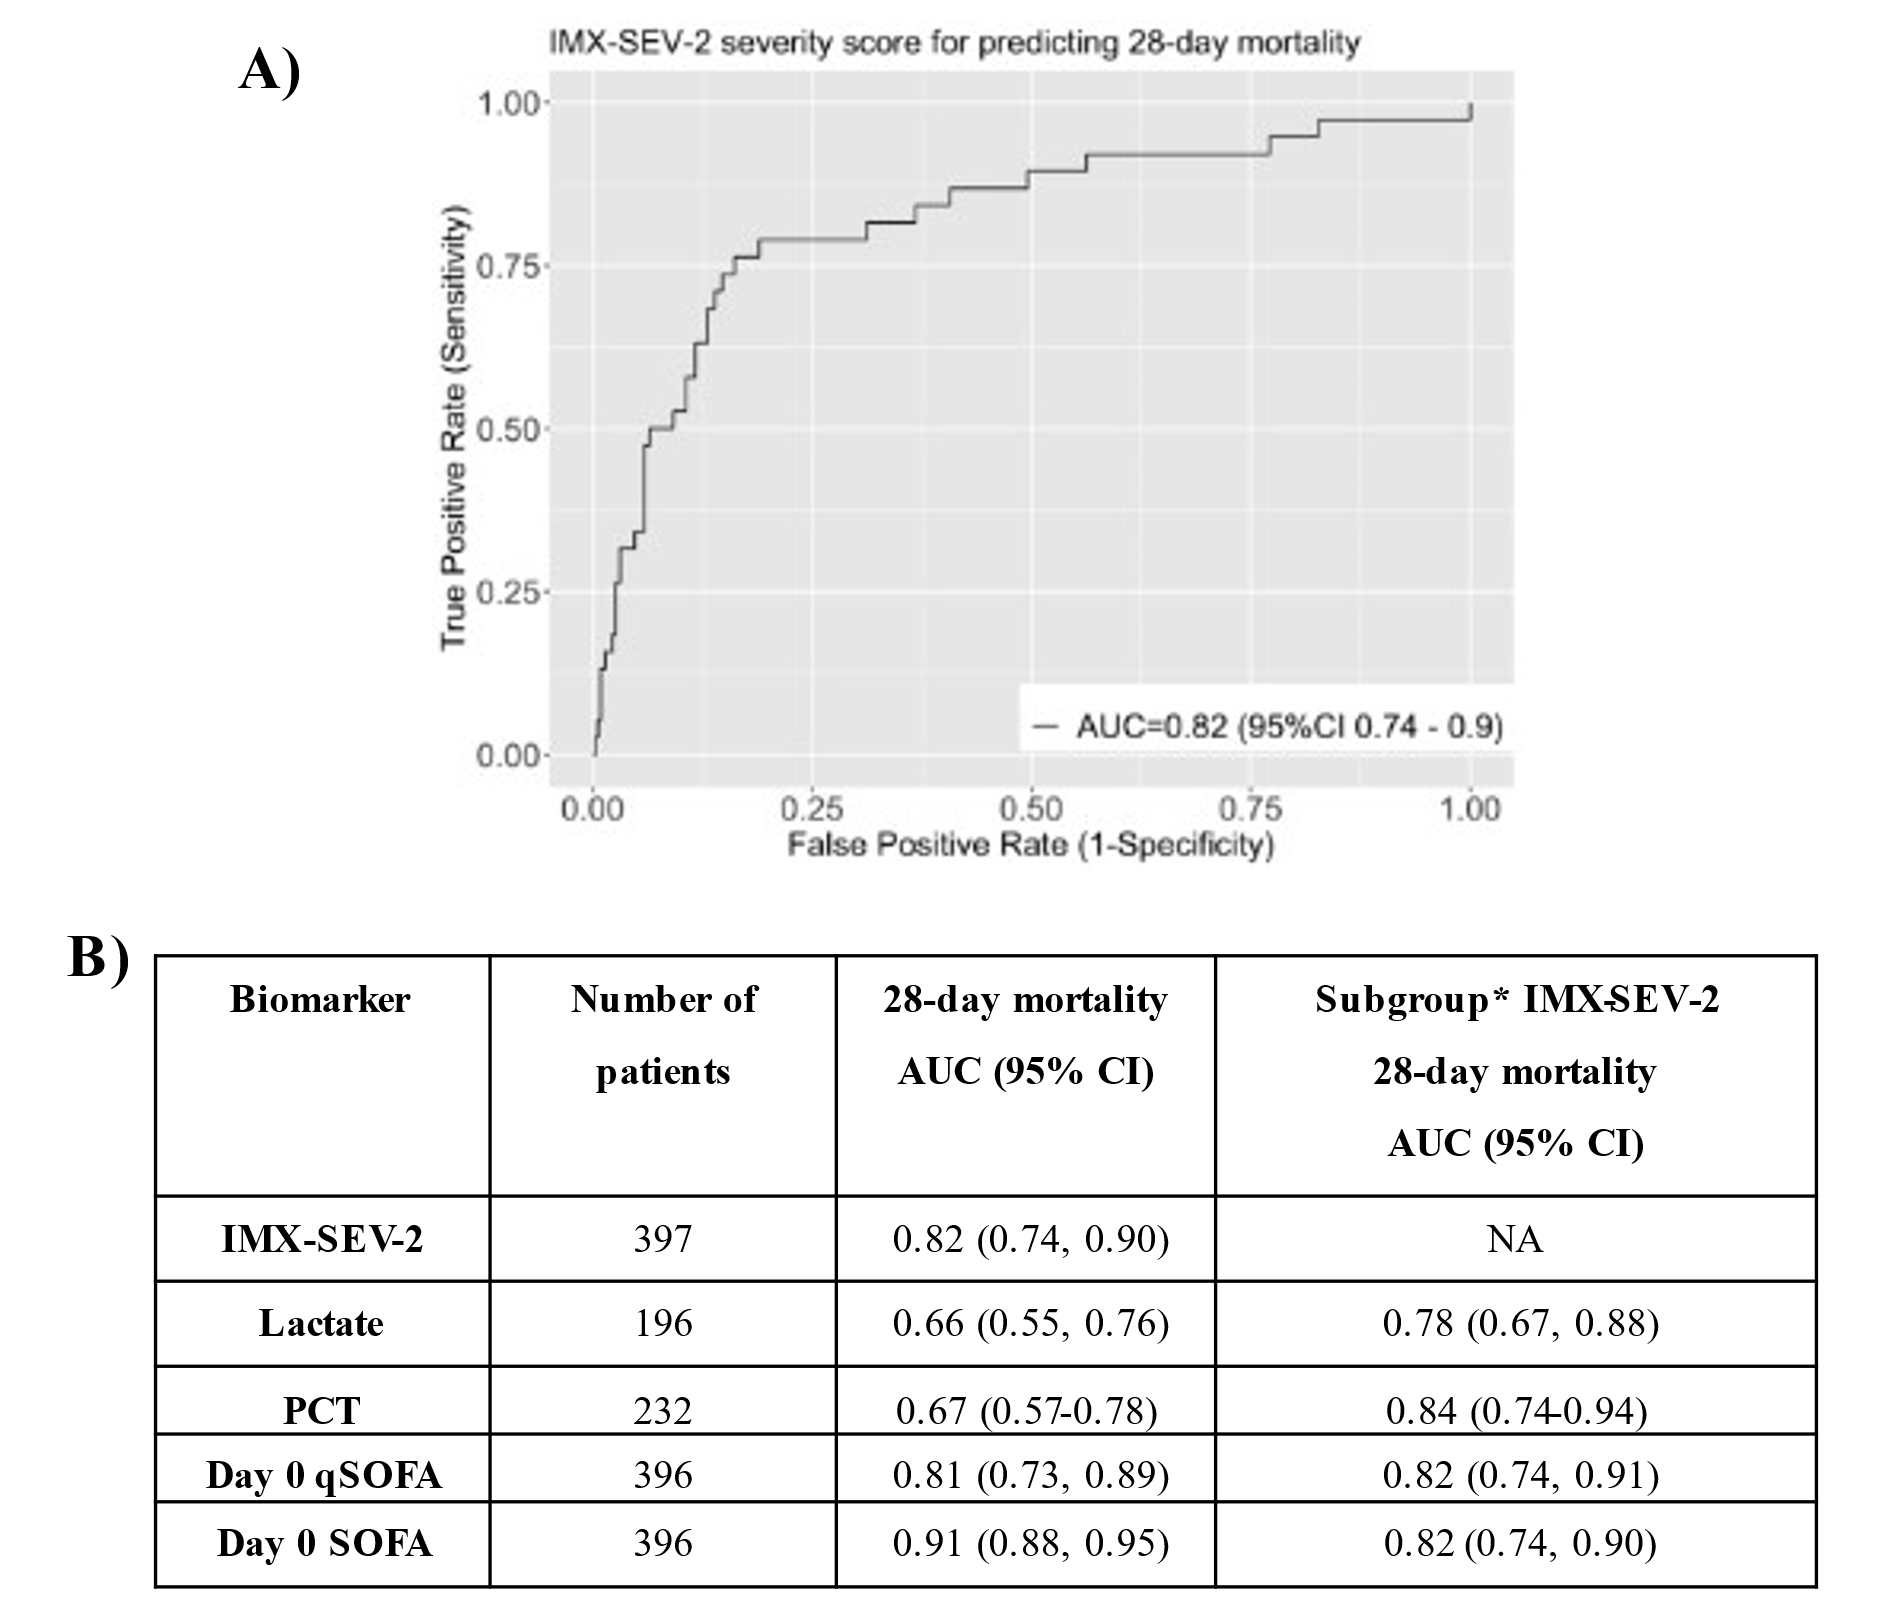 A)
IMX-SEV-2 severity score for predicting 28-day mortality
True Positive Rate (Sensitivity)
1.00
0.75
0.50
0.25
0.00
AUC=0.82 (95%CI 0.74 - 0.9)
0.00 0.25 0.50 0.75 1.00
False Positive Rate (1-Specificity)
B)
Biomarker Number of 28-day mortality Subgroup* IMX-SEV-2
patients AUC (95% CI) 28-day mortality
AUC (95% CI)
IMX-SEV-2 397 0.82 (0.74, 0.90) NA
Lactate 196 0.66 (0.55, 0.76) 0.78 (0.67, 0.88)
PCT 232 0.67 (0.57-0.78) 0.84 (0.74-0.94)
Day 0 qSOFA 396 0.81 (0.73, 0.89) 0.82 (0.74, 0.91)
Day 0 SOFA 396 0.91 (0.88, 0.95) 0.82 (0.74, 0.90)